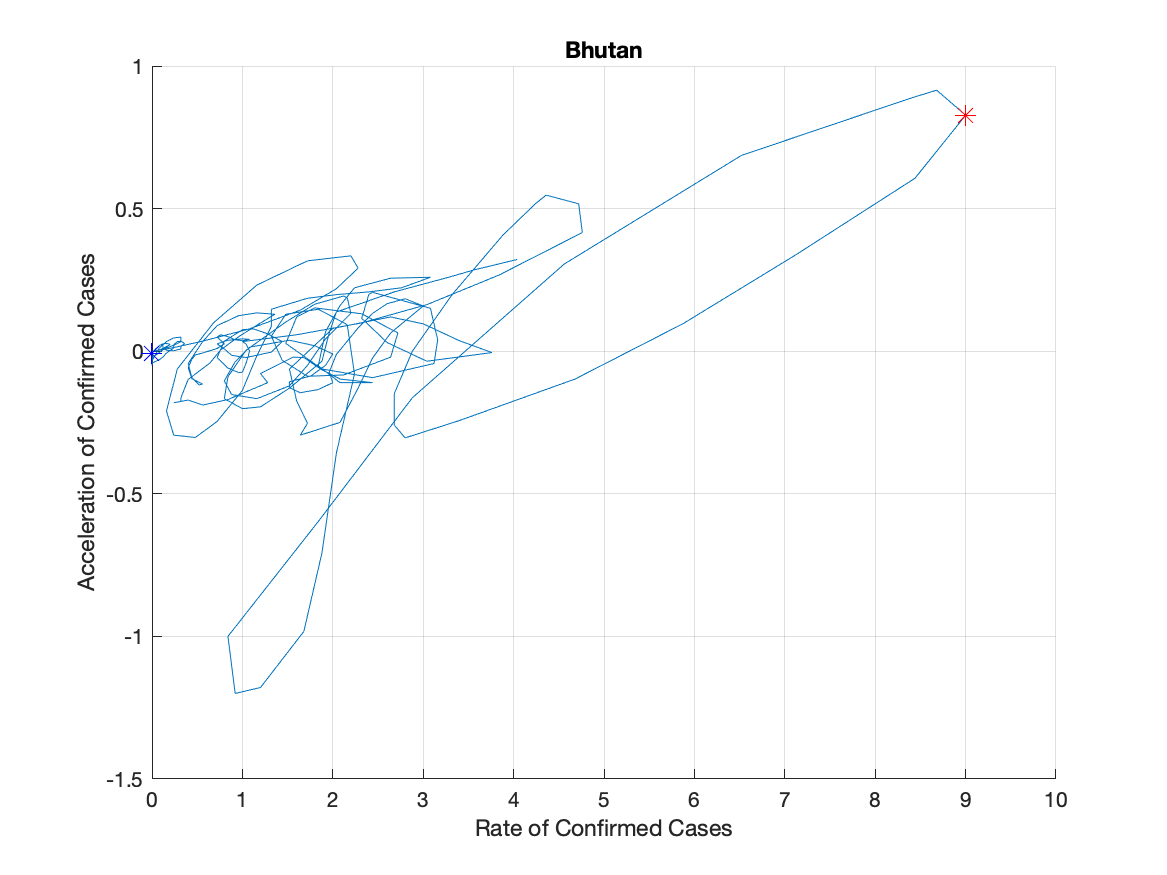 Bhutan
1
0.5
0
-0.5
-1
-1.5
Acceleration of Confirmed Cases
0 1 2 3 4 5 6 7 8 9 10
Rate of Confirmed Cases